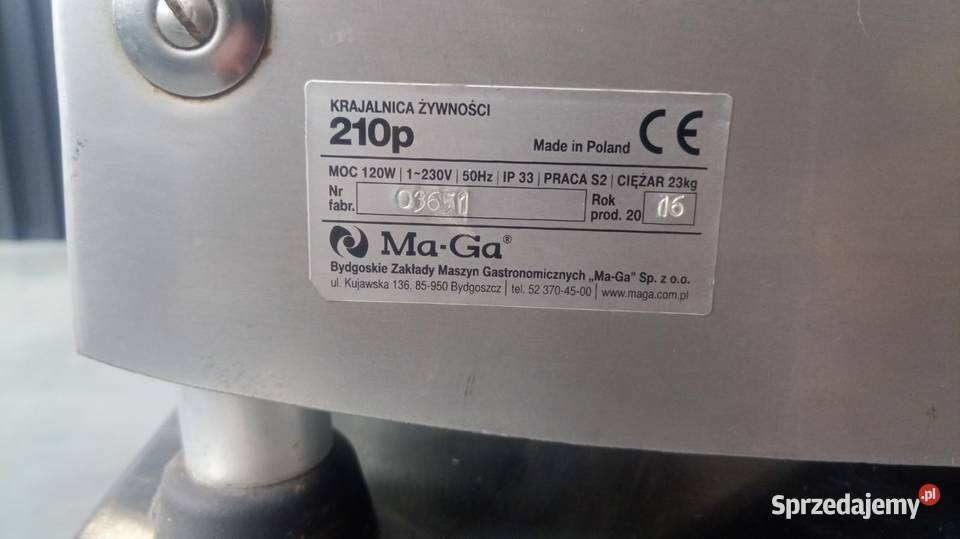 KRAJALNICA ŻYWNOŚCI
210p
Made in Poland CE
MOC 120W | 1~230V | 50Hz | IP 33 | PRACA S2 | CIĘŻAR 23kg
Nr fabr. 03651 Rok prod. 20 16
Ma-Ga®
Bydgoskie Zakłady Maszyn Gastronomicznych „Ma-Ga" Sp. z o.o.
ul. Kujawska 136, 85-950 Bydgoszcz | tel. 52 370-45-00 | www.maga.com.pl
Sprzedajemy.pl